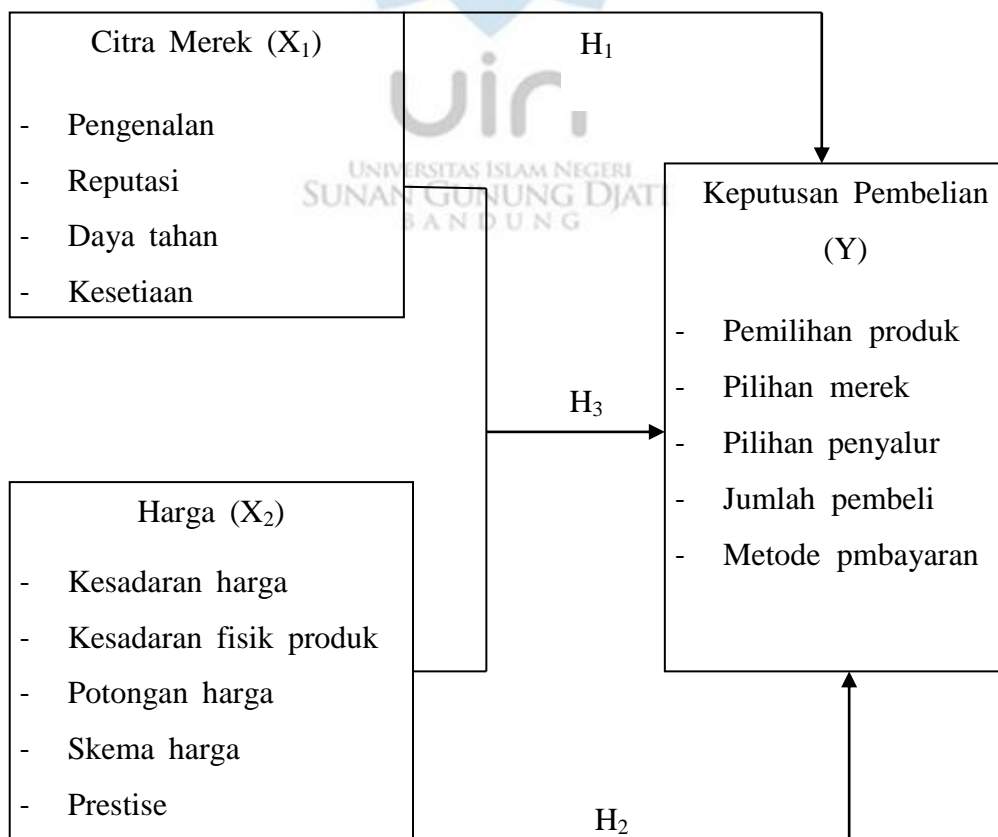 Citra Merek (X₁)
- Pengenalan
- Reputasi
- Daya tahan
- Kesetiaan
H₁
uin
UNIVERSITAS ISLAM NEGERI
SUNAN GUNUNG DJATI
BANDUNG
Keputusan Pembelian
(Y)
- Pemilihan produk
- Pilihan merek
- Pilihan penyalur
- Jumlah pembeli
- Metode pmbayaran
H₃
Harga (X₂)
- Kesadaran harga
- Kesadaran fisik produk
- Potongan harga
- Skema harga
- Prestise
H₂